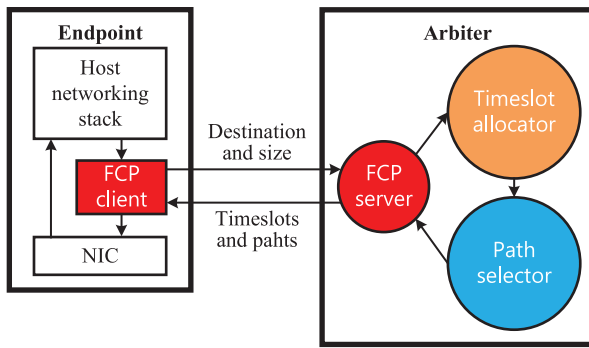 Endpoint
Host
networking
stack
FCP
client
NIC
Destination
and size
Timeslots
and pahts
Arbiter
FCP
server
Timeslot
allocator
Path
selector